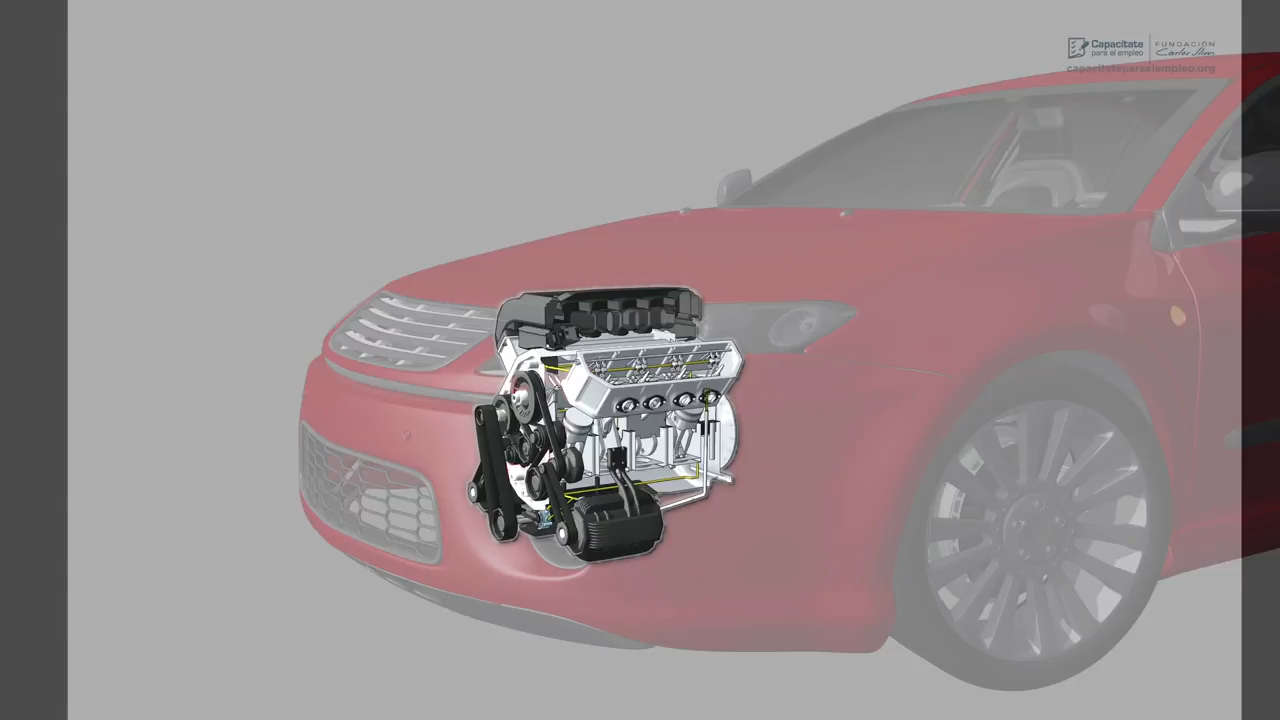 Capacítate
para el empleo
FUNDACIÓN
Carlos Slim
capacitateparaelempleo.org